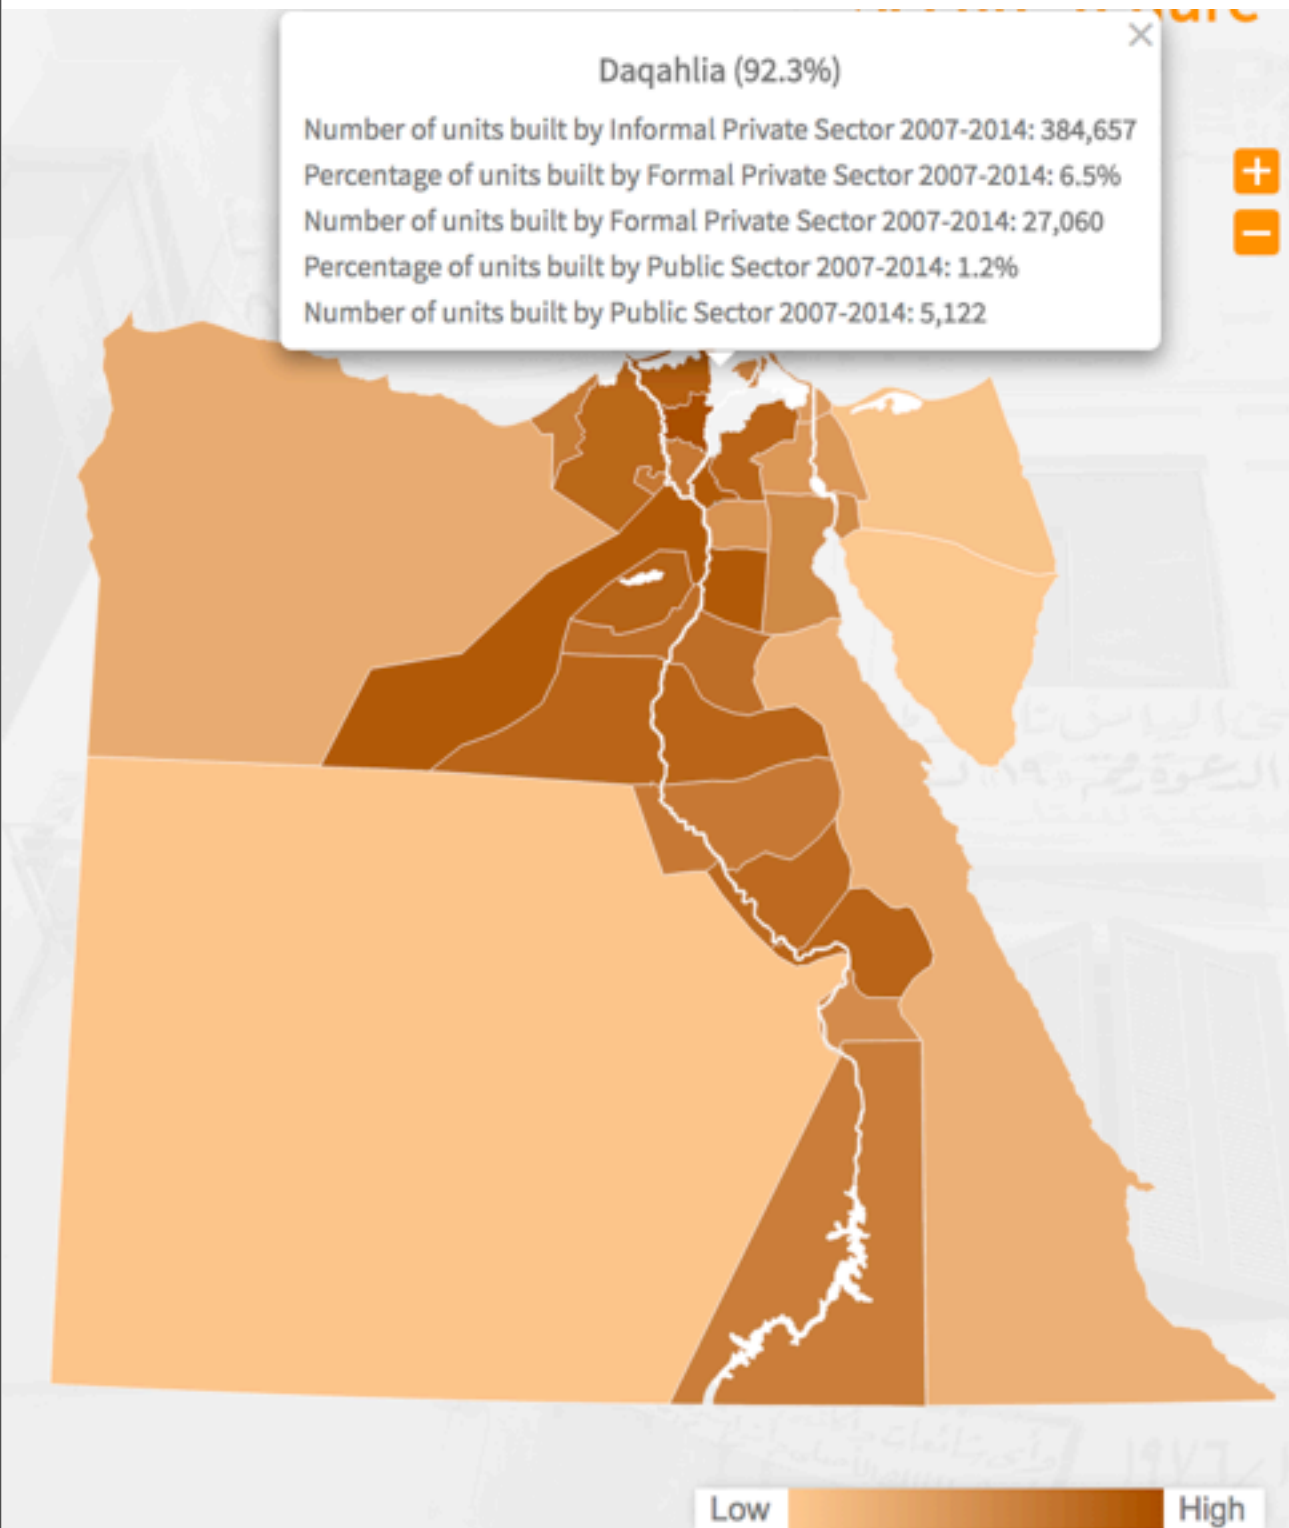 Daqahlia (92.3%)
Number of units built by Informal Private Sector 2007-2014: 384,657
Percentage of units built by Formal Private Sector 2007-2014: 6.5%
Number of units built by Formal Private Sector 2007-2014: 27,060
Percentage of units built by Public Sector 2007-2014: 1.2%
Number of units built by Public Sector 2007-2014: 5,122
+
−
١٩٧٦/١
Low High